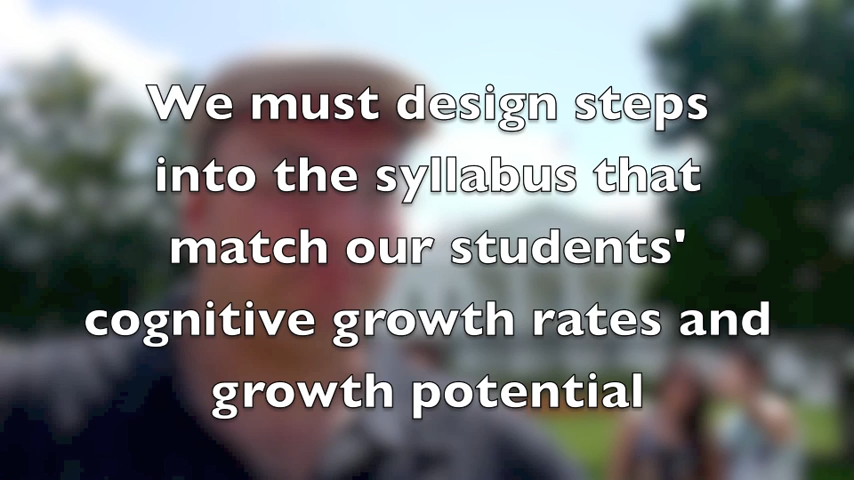 We must design steps
into the syllabus that
match our students'
cognitive growth rates and
growth potential